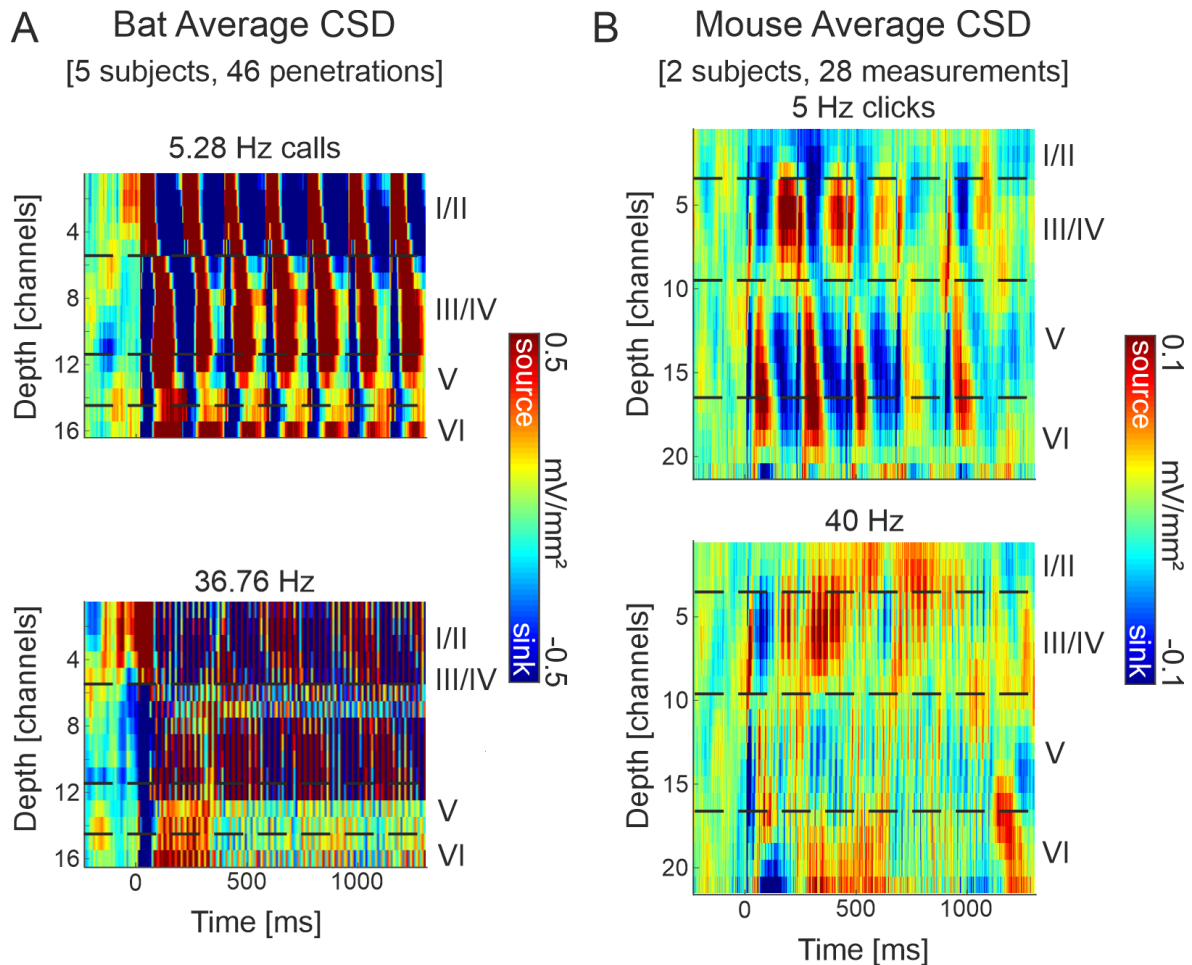 A
Bat Average CSD
[5 subjects, 46 penetrations]
5.28 Hz calls
Depth [channels]
4
8
12
16
I/II
III/IV
V
VI
36.76 Hz
Depth [channels]
4
8
12
16
I/II
III/IV
V
VI
0
500
1000
Time [ms]
0.5
source
mV/mm²
sink
-0.5
B
Mouse Average CSD
[2 subjects, 28 measurements]
5 Hz clicks
Depth [channels]
5
10
15
20
I/II
III/IV
V
VI
40 Hz
Depth [channels]
5
10
15
20
I/II
III/IV
V
VI
0
500
1000
Time [ms]
0.1
source
mV/mm²
sink
-0.1